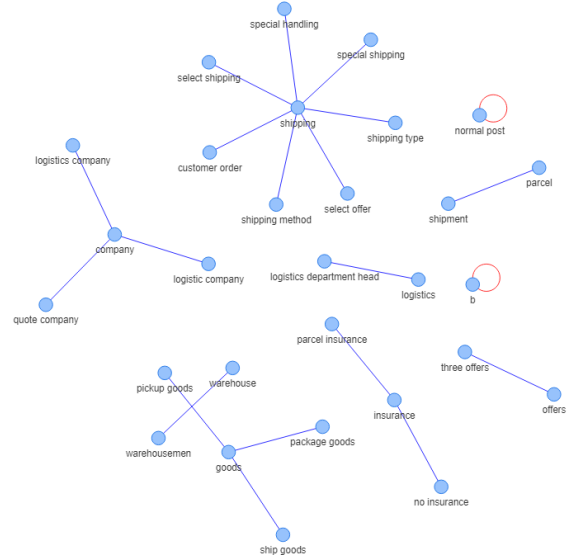 special handling
special shipping
select shipping
shipping
shipping type
normal post
logistics company
customer order
parcel
select offer
shipment
shipping method
company
logistics department head
logistic company
logistics
b
quote company
parcel insurance
three offers
warehouse
pickup goods
offers
insurance
package goods
warehousemen
goods
no insurance
ship goods